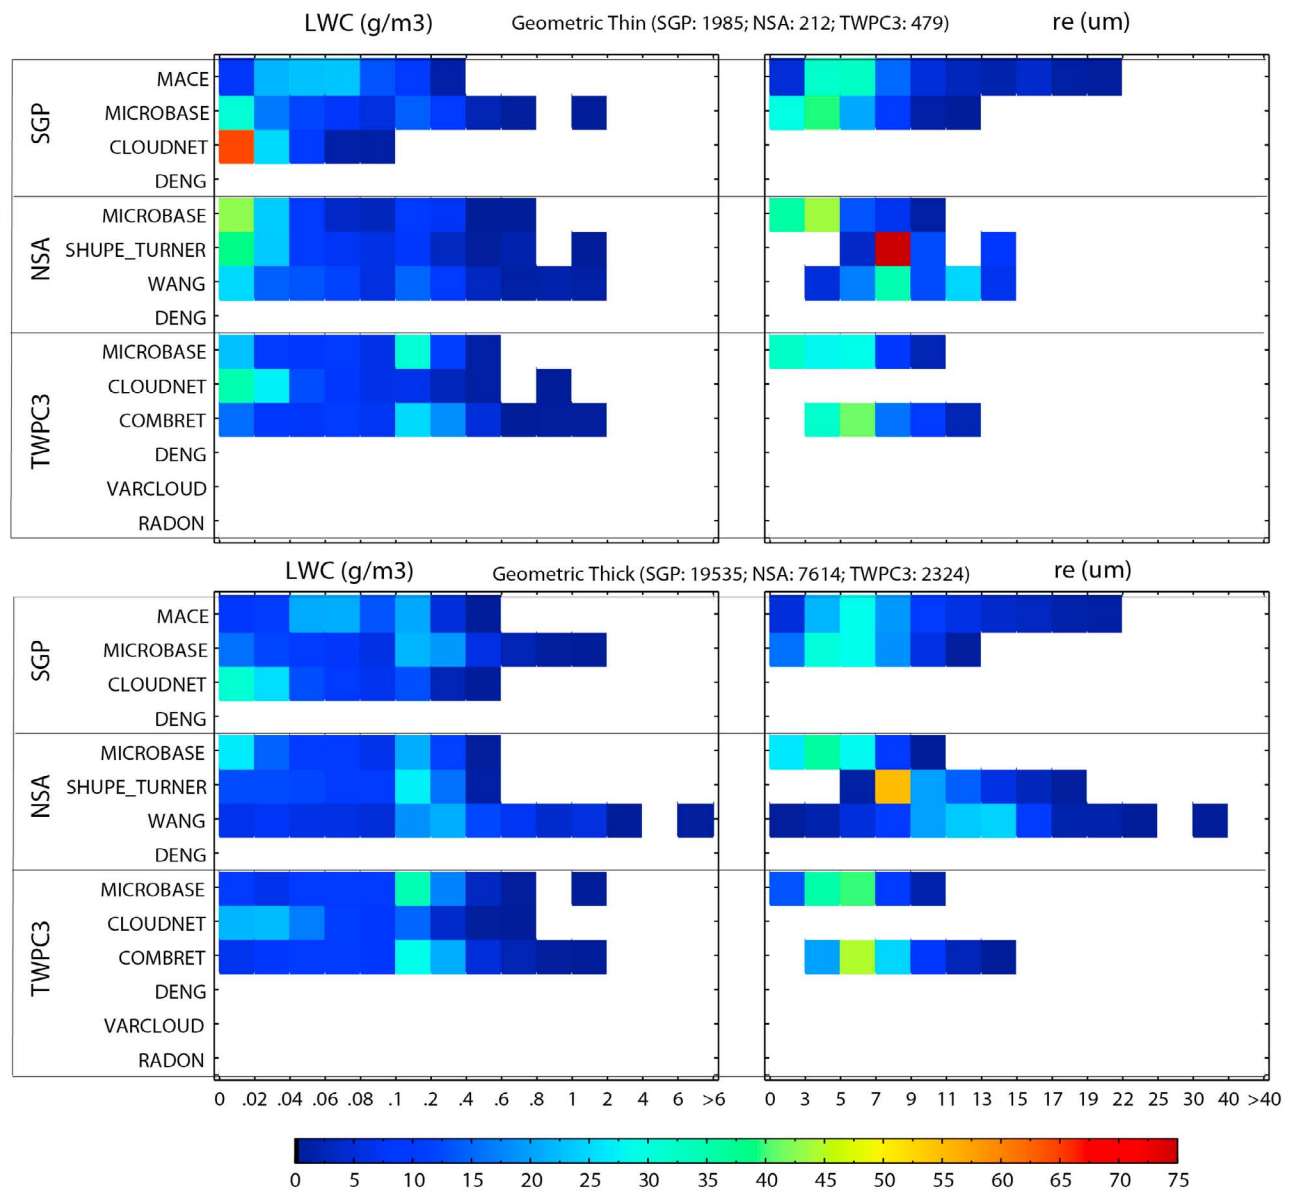 LWC (g/m3) Geometric Thin (SGP: 1985; NSA: 212; TWPC3: 479) re (um)
SGP
MACE
MICROBASE
CLOUDNET
DENG
NSA
MICROBASE
SHUPE_TURNER
WANG
DENG
TWPC3
MICROBASE
CLOUDNET
COMBRET
DENG
VARCLOUD
RADON
LWC (g/m3) Geometric Thick (SGP: 19535; NSA: 7614; TWPC3: 2324) re (um)
SGP
MACE
MICROBASE
CLOUDNET
DENG
NSA
MICROBASE
SHUPE_TURNER
WANG
DENG
TWPC3
MICROBASE
CLOUDNET
COMBRET
DENG
VARCLOUD
RADON
0 .02 .04 .06 .08 .1 .2 .4 .6 .8 1 2 4 6 >6 0 3 5 7 9 11 13 15 17 19 22 25 30 40 >40
0 5 10 15 20 25 30 35 40 45 50 55 60 65 70 75